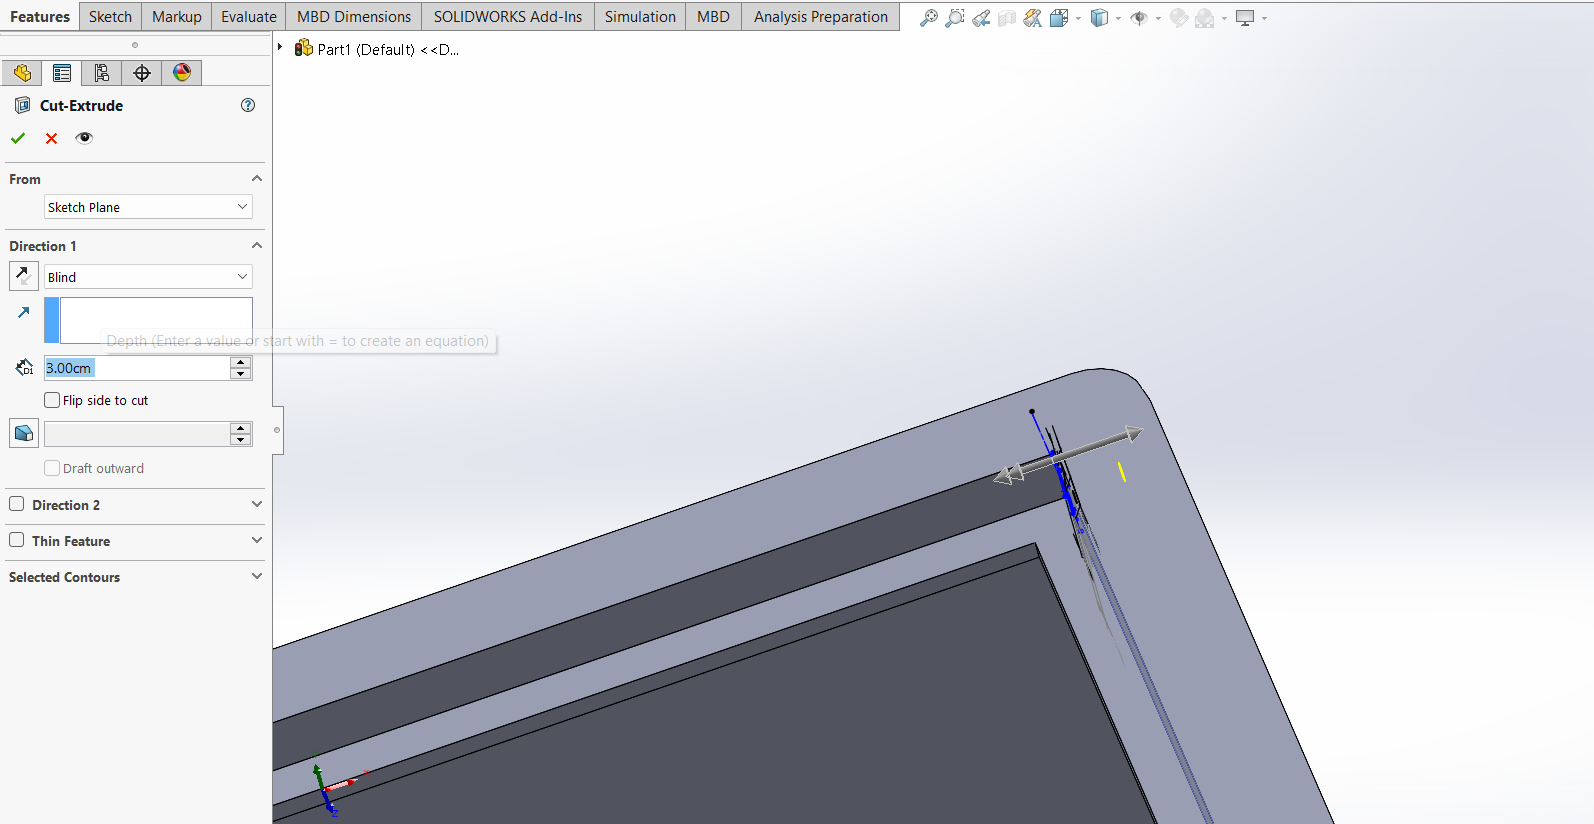 Features Sketch Markup Evaluate MBD Dimensions SOLIDWORKS Add-Ins Simulation MBD Analysis Preparation
Part1 (Default) <<D...
Cut-Extrude
From
Sketch Plane
Direction 1
Blind
Depth (Enter a value or start with = to create an equation)
D1
3.00cm
Flip side to cut
Draft outward
Direction 2
Thin Feature
Selected Contours
Z